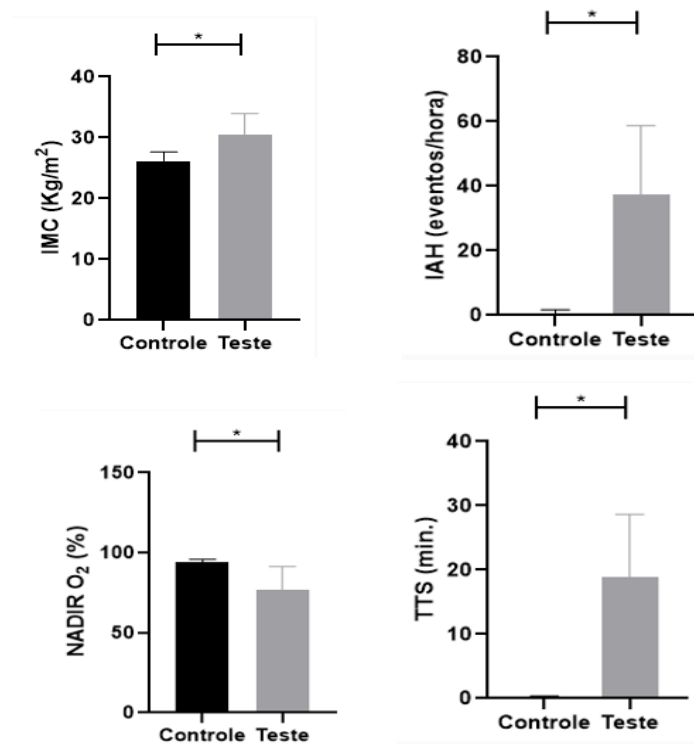 *
IMC (Kg/m²)
40
30
20
10
0
Controle Teste
*
IAH (eventos/hora)
80
60
40
20
0
Controle Teste
*
NADIR O₂ (%)
150
100
50
0
Controle Teste
*
TTS (min.)
40
30
20
10
0
Controle Teste